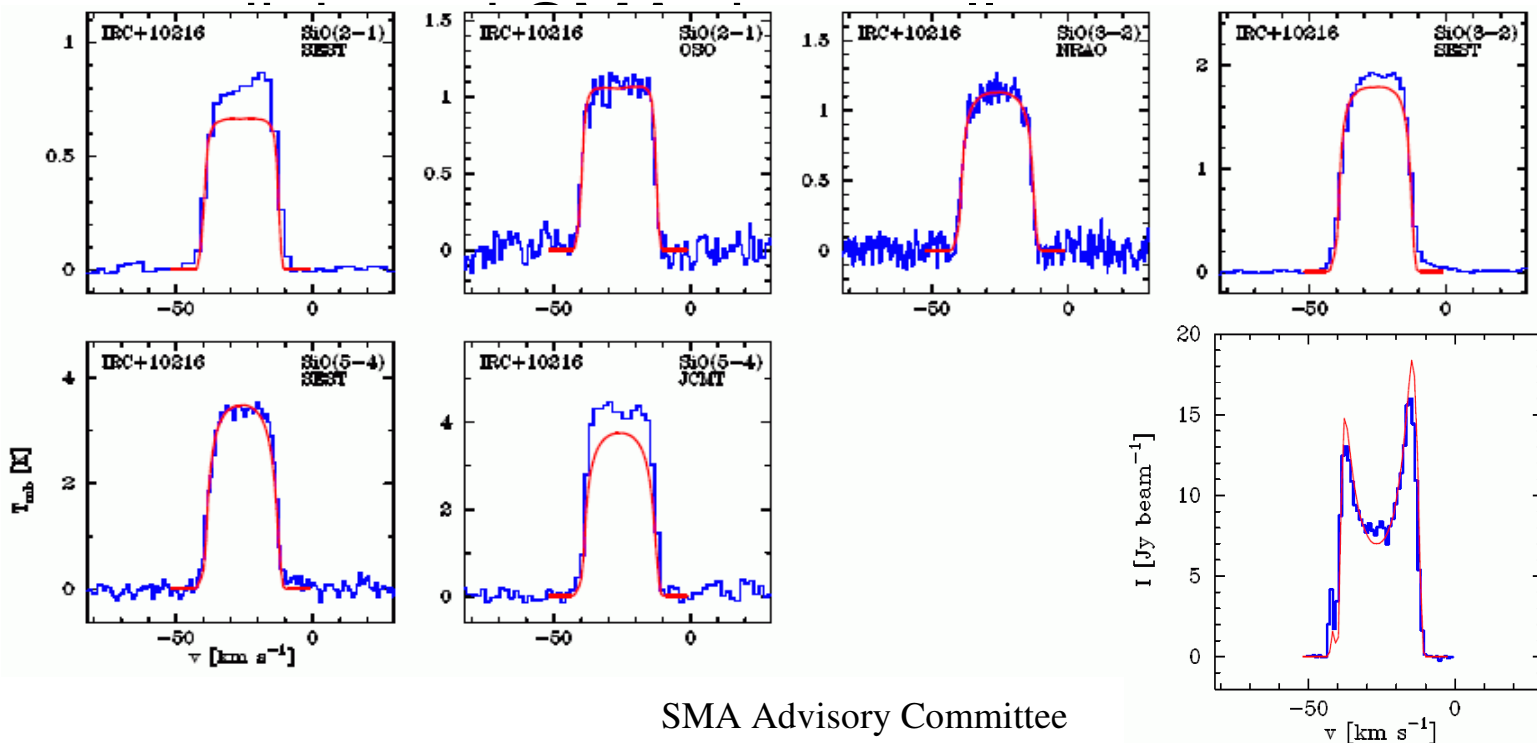 IRC+10216 SiO(2-1)
SEST
1
0.5
0
-50 0
IRC+10216 SiO(2-1)
OSO
1.5
1
0.5
0
-50 0
IRC+10216 SiO(3-2)
NRAO
1.5
1
0.5
0
-50 0
IRC+10216 SiO(3-2)
SEST
2
1
0
-50 0
IRC+10216 SiO(5-4)
SEST
4
2
0
-50 0
T_mb [K]
v [km s⁻¹]
IRC+10216 SiO(5-4)
JCMT
4
2
0
-50 0
20
15
10
5
0
-50 0
I [Jy beam⁻¹]
v [km s⁻¹]
SMA Advisory Committee